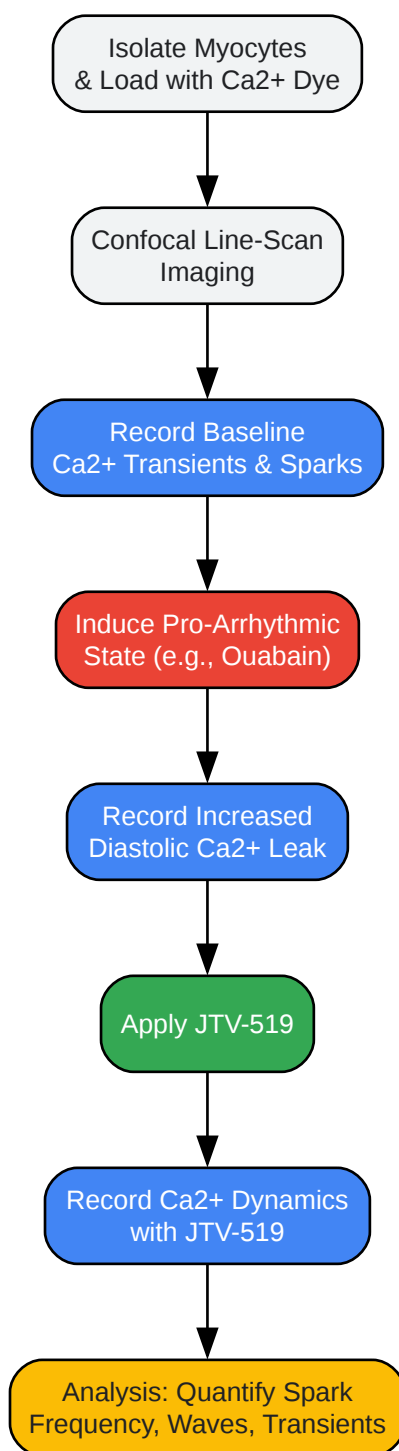 Isolate Myocytes
& Load with Ca2+ Dye
Confocal Line-Scan
Imaging
Record Baseline
Ca2+ Transients & Sparks
Induce Pro-Arrhythmic
State (e.g., Ouabain)
Record Increased
Diastolic Ca2+ Leak
Apply JTV-519
Record Ca2+ Dynamics
with JTV-519
Analysis: Quantify Spark
Frequency, Waves, Transients